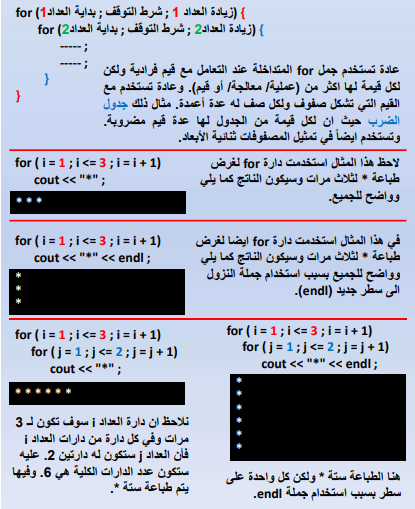 for (بداية العداد1 ; شرط التوقف ; زيادة العداد 1) {
for (بداية العداد2 ; شرط التوقف ; زيادة العداد2) {
----- ;
----- ;
}
}
عادة تستخدم جمل for المتداخلة عند التعامل مع قيم فرادية ولكن
لكل قيمة لها اكثر من (عملية/ معالجة/ أو قيم). وعادة تستخدم مع
القيم التي تشكل صفوف ولكل صف له عدة أعمدة. مثال ذلك جدول
الضرب حيث ان لكل قيمة من الجدول لها عدة قيم مضروبة.
وتستخدم ايضاً في تمثيل المصفوفات ثنائية الأبعاد.
for ( i = 1 ; i <= 3 ; i = i + 1)
cout << "*" ;
* * *
لاحظ هذا المثال استخدمت دارة for لغرض
طباعة * لثلاث مرات وسيكون الناتج كما يلي
وواضح للجميع.
for ( i = 1 ; i <= 3 ; i = i + 1)
cout << "*" << endl ;
*
*
*
في هذا المثال استخدمت دارة for ايضا لغرض
طباعة * لثلاث مرات وسيكون الناتج كما يلي
وواضح للجميع بسبب استخدام جملة النزول
الى سطر جديد (endl).
for ( i = 1 ; i <= 3 ; i = i + 1)
for ( j = 1 ; j <= 2 ; j = j + 1)
cout << "*" ;
* * * * * *
نلاحظ ان دارة العداد i سوف تكون لـ 3
مرات وفي كل دارة من دارات العداد i
فأن العداد j ستكون له دارتين 2. عليه
ستكون عدد الدارات الكلية هي 6. وفيها
يتم طباعة ستة *.
for ( i = 1 ; i <= 3 ; i = i + 1)
for ( j = 1 ; j <= 2 ; j = j + 1)
cout << "*" << endl ;
*
*
*
*
*
*
هنا الطباعة ستة * ولكن كل واحدة على
سطر بسبب استخدام جملة endl.